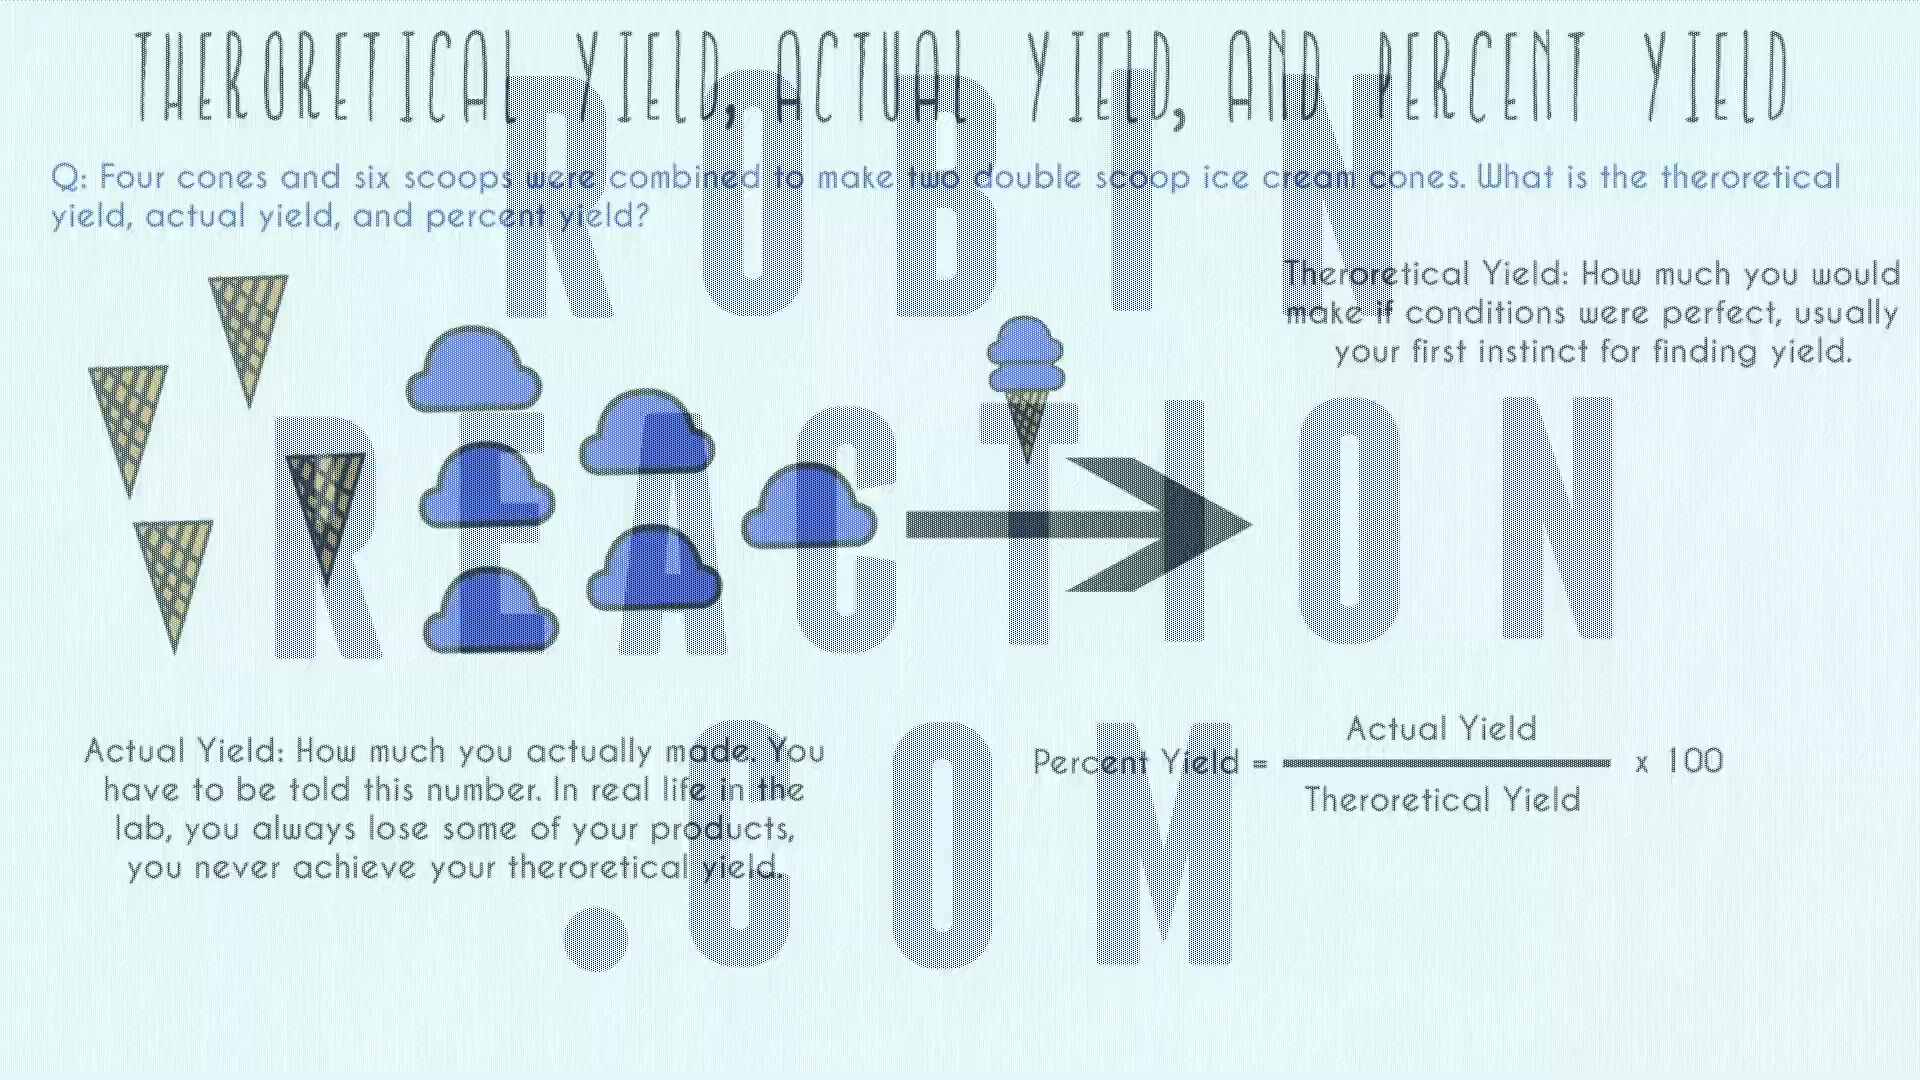 THERORETICAL YIELD, ACTUAL YIELD, AND PERCENT YIELD
Q: Four cones and six scoops were combined to make two double scoop ice cream cones. What is the theroretical
yield, actual yield, and percent yield?
Theroretical Yield: How much you would
make if conditions were perfect, usually
your first instinct for finding yield.
ROBIN
REACTION
.COM
Actual Yield: How much you actually made. You
have to be told this number. In real life in the
lab, you always lose some of your products,
you never achieve your theroretical yield.
Actual Yield
Percent Yield = x 100
Theroretical Yield